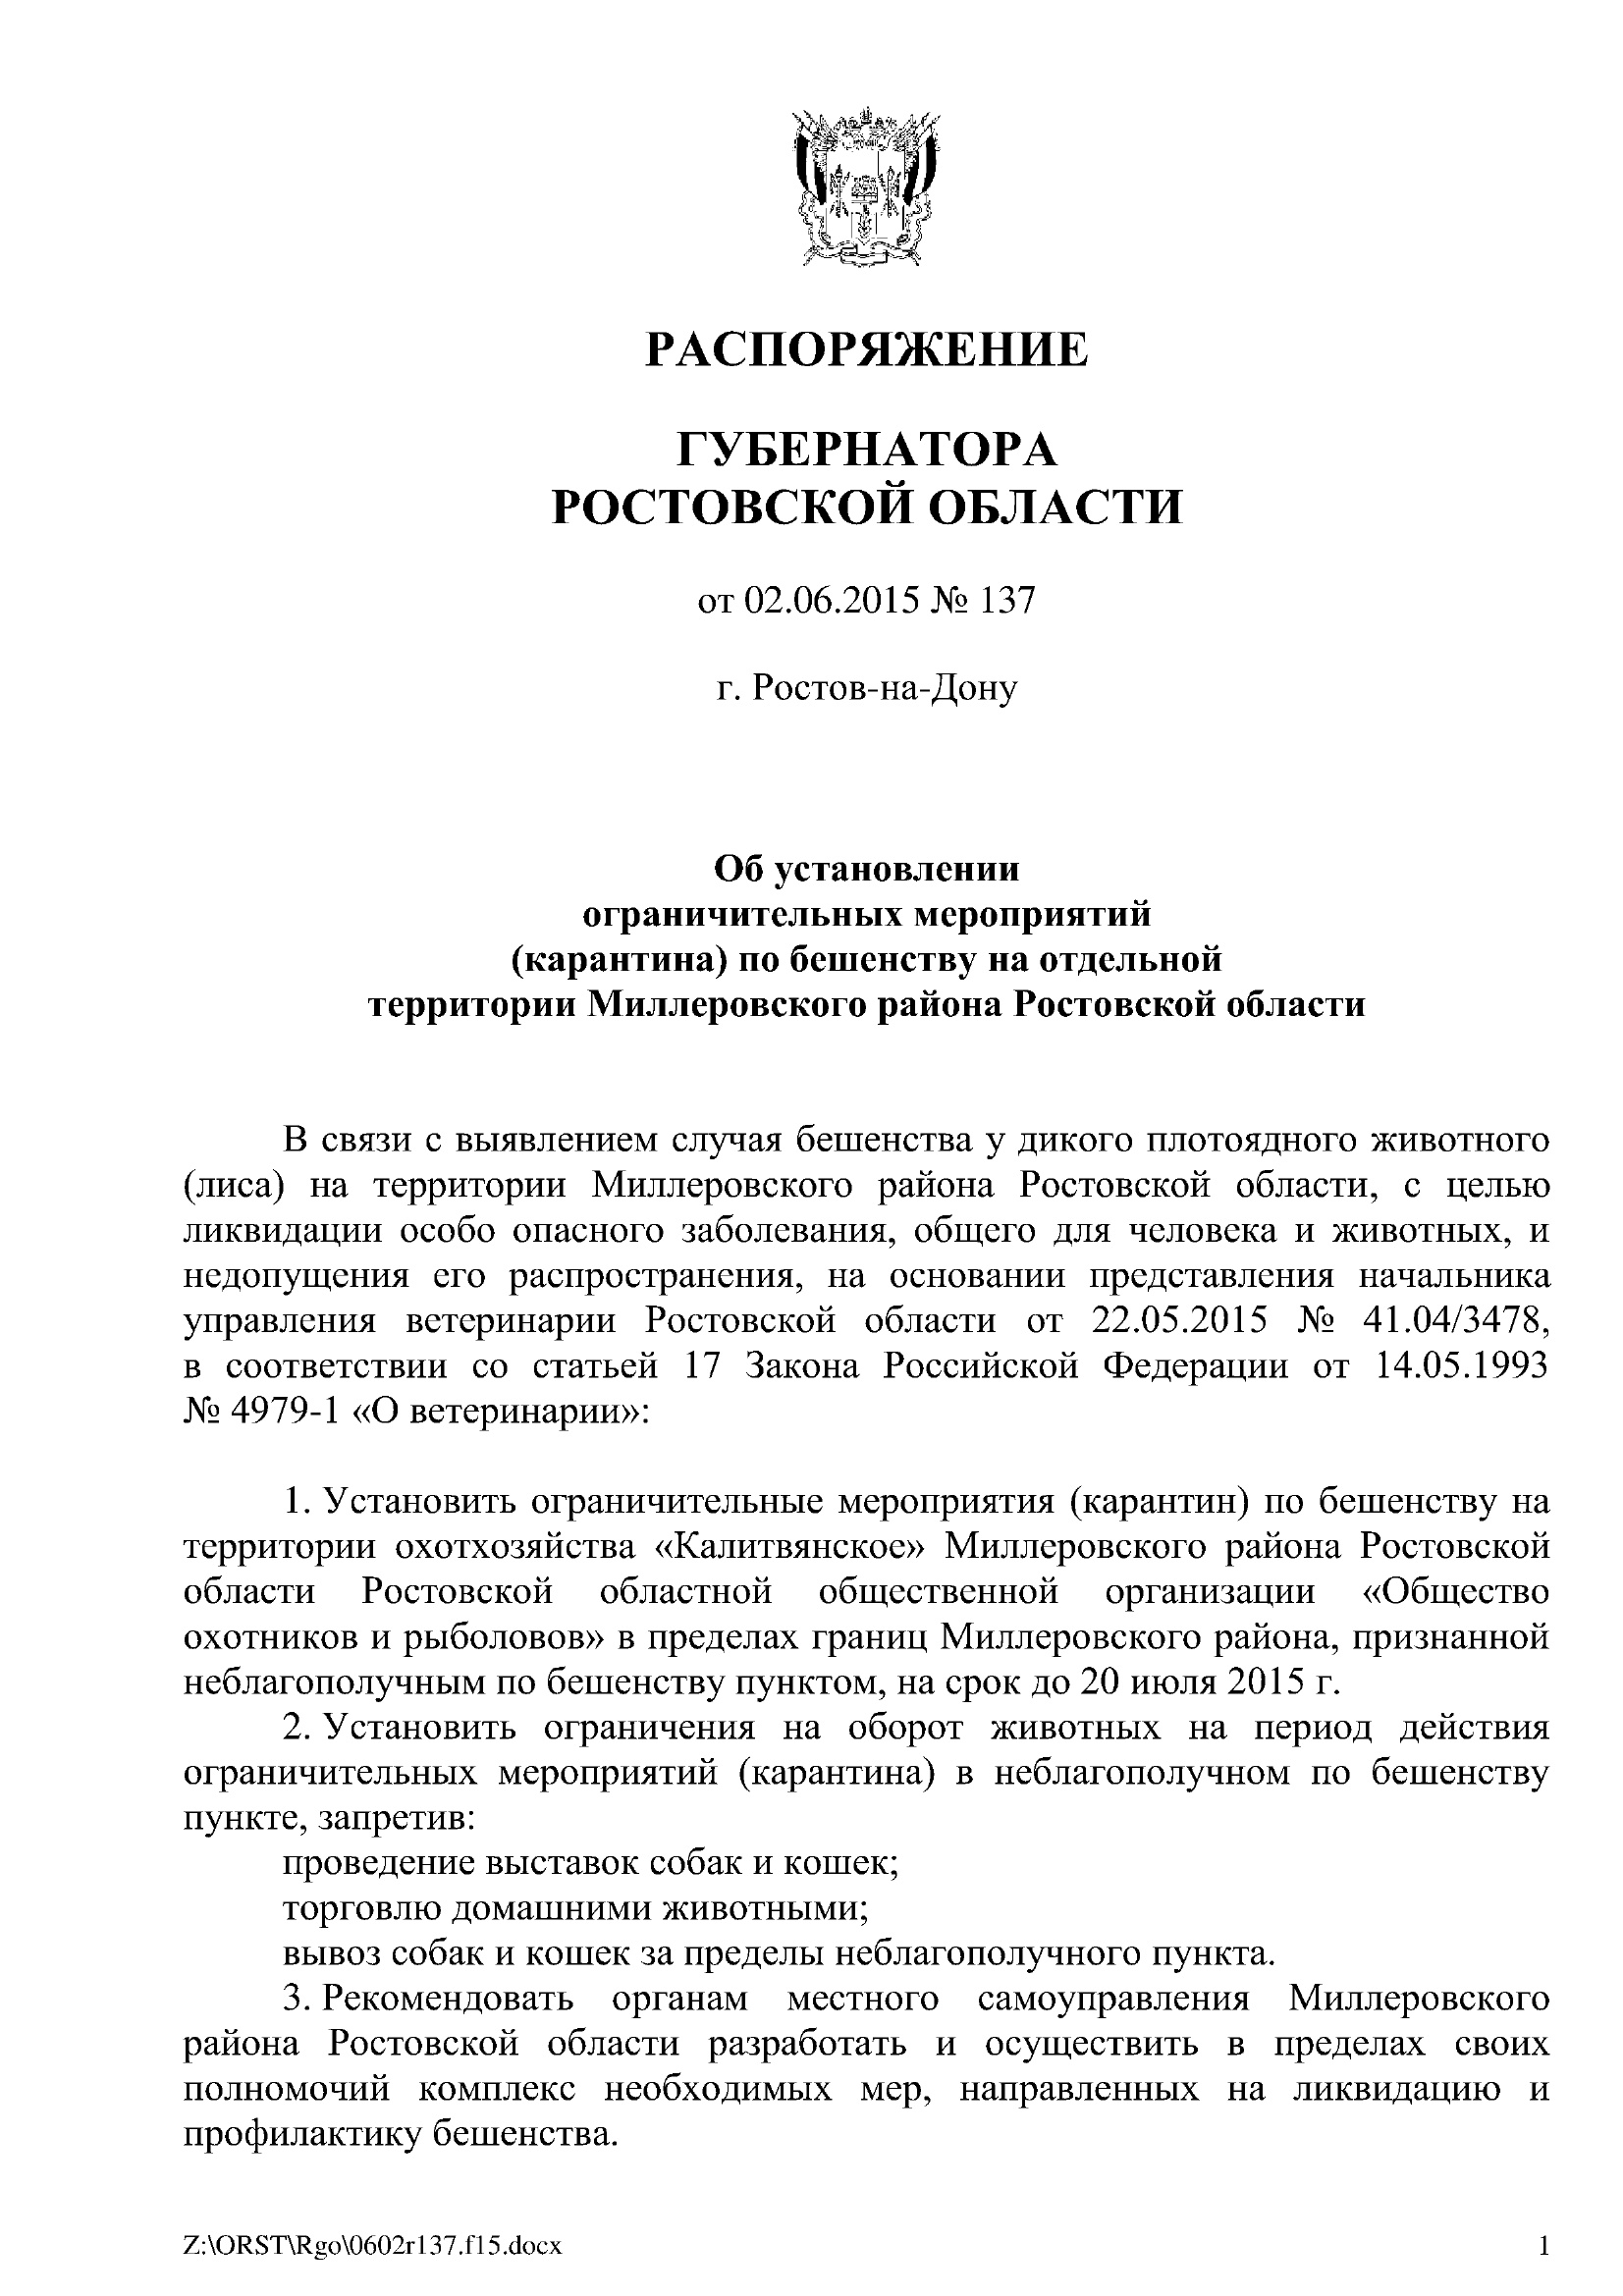 РАСПОРЯЖЕНИЕ
ГУБЕРНАТОРА
РОСТОВСКОЙ ОБЛАСТИ
от 02.06.2015 № 137
г. Ростов-на-Дону
Об установлении
ограничительных мероприятий
(карантина) по бешенству на отдельной
территории Миллеровского района Ростовской области
В связи с выявлением случая бешенства у дикого плотоядного животного
(лиса) на территории Миллеровского района Ростовской области, с целью
ликвидации особо опасного заболевания, общего для человека и животных, и
недопущения его распространения, на основании представления начальника
управления ветеринарии Ростовской области от 22.05.2015 № 41.04/3478,
в соответствии со статьей 17 Закона Российской Федерации от 14.05.1993
№ 4979-1 «О ветеринарии»:
1. Установить ограничительные мероприятия (карантин) по бешенству на
территории охотхозяйства «Калитвянское» Миллеровского района Ростовской
области Ростовской областной общественной организации «Общество
охотников и рыболовов» в пределах границ Миллеровского района, признанной
неблагополучным по бешенству пунктом, на срок до 20 июля 2015 г.
2. Установить ограничения на оборот животных на период действия
ограничительных мероприятий (карантина) в неблагополучном по бешенству
пункте, запретив:
проведение выставок собак и кошек;
торговлю домашними животными;
вывоз собак и кошек за пределы неблагополучного пункта.
3. Рекомендовать органам местного самоуправления Миллеровского
района Ростовской области разработать и осуществить в пределах своих
полномочий комплекс необходимых мер, направленных на ликвидацию и
профилактику бешенства.
Z:\ORST\Rgo\0602r137.f15.docx 1